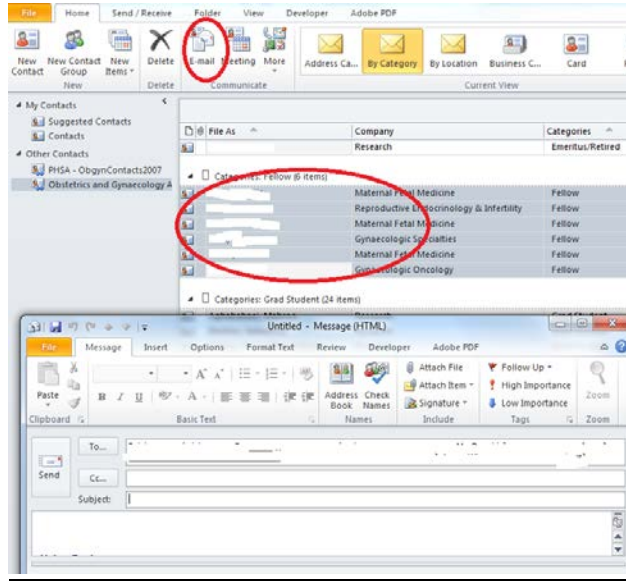 File Home Send / Receive Folder View Developer Adobe PDF
New Contact New Contact Group New Items Delete E-mail Meeting More Address Ca... By Category By Location Business C... Card
New Delete Communicate Current View
My Contacts
Suggested Contacts
Contacts
Other Contacts
PHSA - ObgynContacts2007
Obstetrics and Gynaecology A
File As Company Categories
Research Emeritus/Retired
Categories: Fellow (6 items)
Maternal Fetal Medicine Fellow
Reproductive Endocrinology & Infertility Fellow
Maternal Fetal Medicine Fellow
Gynaecologic Specialties Fellow
Maternal Fetal Medicine Fellow
Gynaecologic Oncology Fellow
Categories: Grad Student (24 items)
Untitled - Message (HTML)
File Message Insert Options Format Text Review Developer Adobe PDF
Paste B I U A A A Address Book Check Names Attach File Attach Item Signature Follow Up High Importance Low Importance Zoom
Clipboard Basic Text Names Include Tags Zoom
To...
Send Cc...
Subject: